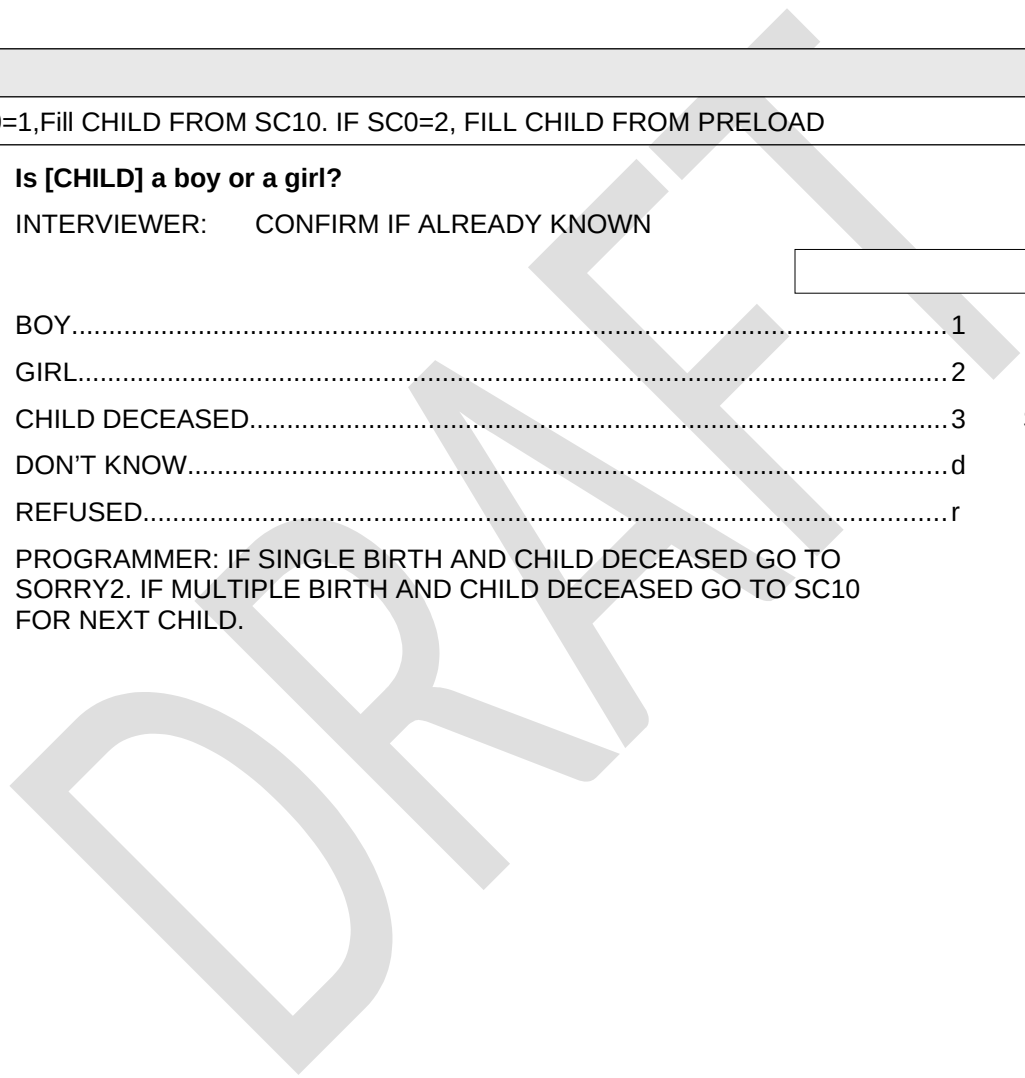 =1,Fill CHILD FROM SC10. IF SC0=2, FILL CHILD FROM PRELOAD
Is [CHILD] a boy or a girl?
INTERVIEWER: CONFIRM IF ALREADY KNOWN
BOY....................................................................................................................1
GIRL...................................................................................................................2
CHILD DECEASED............................................................................................3
DON’T KNOW....................................................................................................d
REFUSED..........................................................................................................r
PROGRAMMER: IF SINGLE BIRTH AND CHILD DECEASED GO TO
SORRY2. IF MULTIPLE BIRTH AND CHILD DECEASED GO TO SC10
FOR NEXT CHILD.
DRAFT